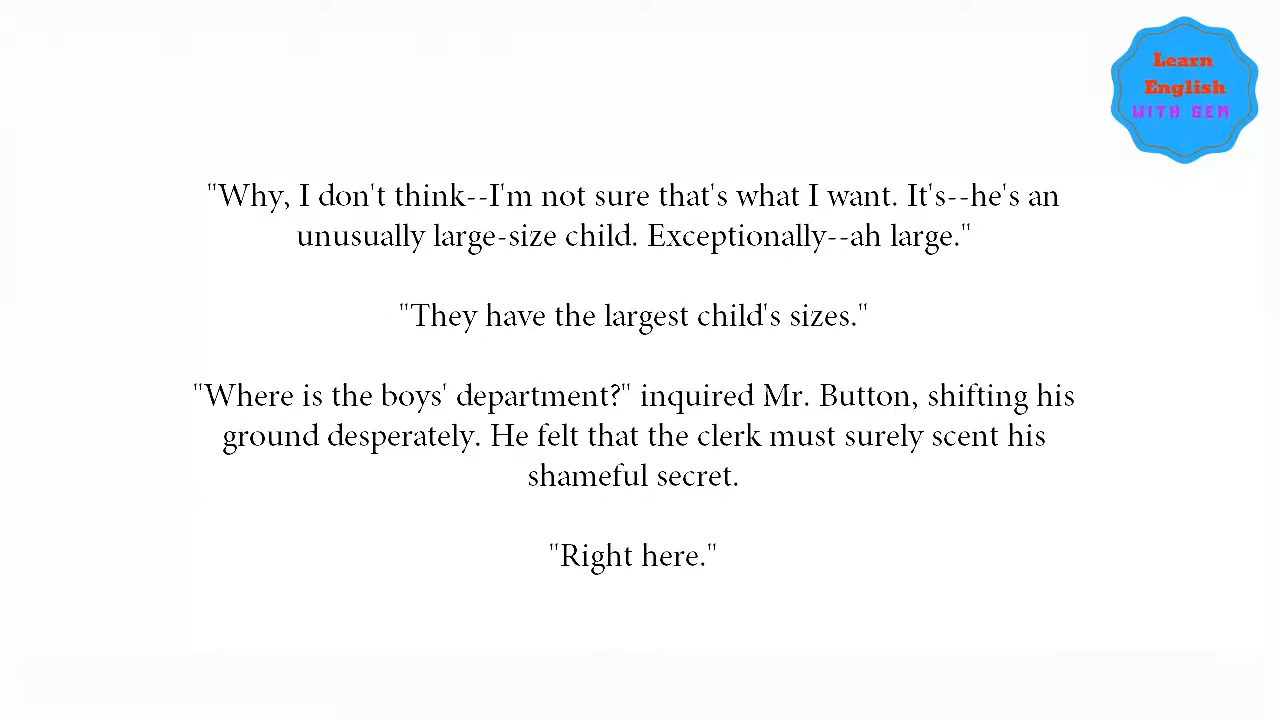 Learn
English
WITH GEM
"Why, I don't think--I'm not sure that's what I want. It's--he's an
unusually large-size child. Exceptionally--ah large."
"They have the largest child's sizes."
"Where is the boys' department?" inquired Mr. Button, shifting his
ground desperately. He felt that the clerk must surely scent his
shameful secret.
"Right here."